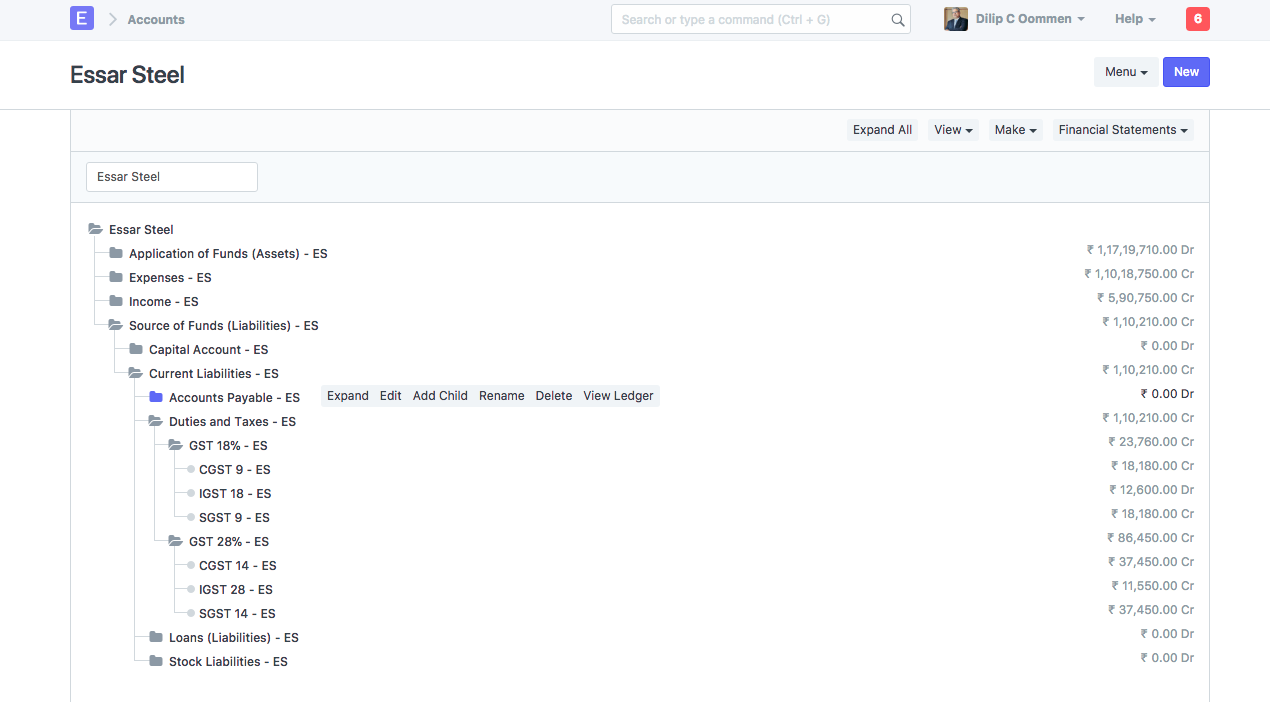 E Accounts Search or type a command (Ctrl + G) Dilip C Oommen Help 6
Essar Steel Menu New
Expand All View Make Financial Statements
Essar Steel
Essar Steel
Application of Funds (Assets) - ES ₹ 1,17,19,710.00 Dr
Expenses - ES ₹ 1,10,18,750.00 Cr
Income - ES ₹ 5,90,750.00 Cr
Source of Funds (Liabilities) - ES ₹ 1,10,210.00 Cr
Capital Account - ES ₹ 0.00 Dr
Current Liabilities - ES ₹ 1,10,210.00 Cr
Accounts Payable - ES Expand Edit Add Child Rename Delete View Ledger ₹ 0.00 Dr
Duties and Taxes - ES ₹ 1,10,210.00 Cr
GST 18% - ES ₹ 23,760.00 Cr
CGST 9 - ES ₹ 18,180.00 Cr
IGST 18 - ES ₹ 12,600.00 Dr
SGST 9 - ES ₹ 18,180.00 Cr
GST 28% - ES ₹ 86,450.00 Cr
CGST 14 - ES ₹ 37,450.00 Cr
IGST 28 - ES ₹ 11,550.00 Cr
SGST 14 - ES ₹ 37,450.00 Cr
Loans (Liabilities) - ES ₹ 0.00 Dr
Stock Liabilities - ES ₹ 0.00 Dr